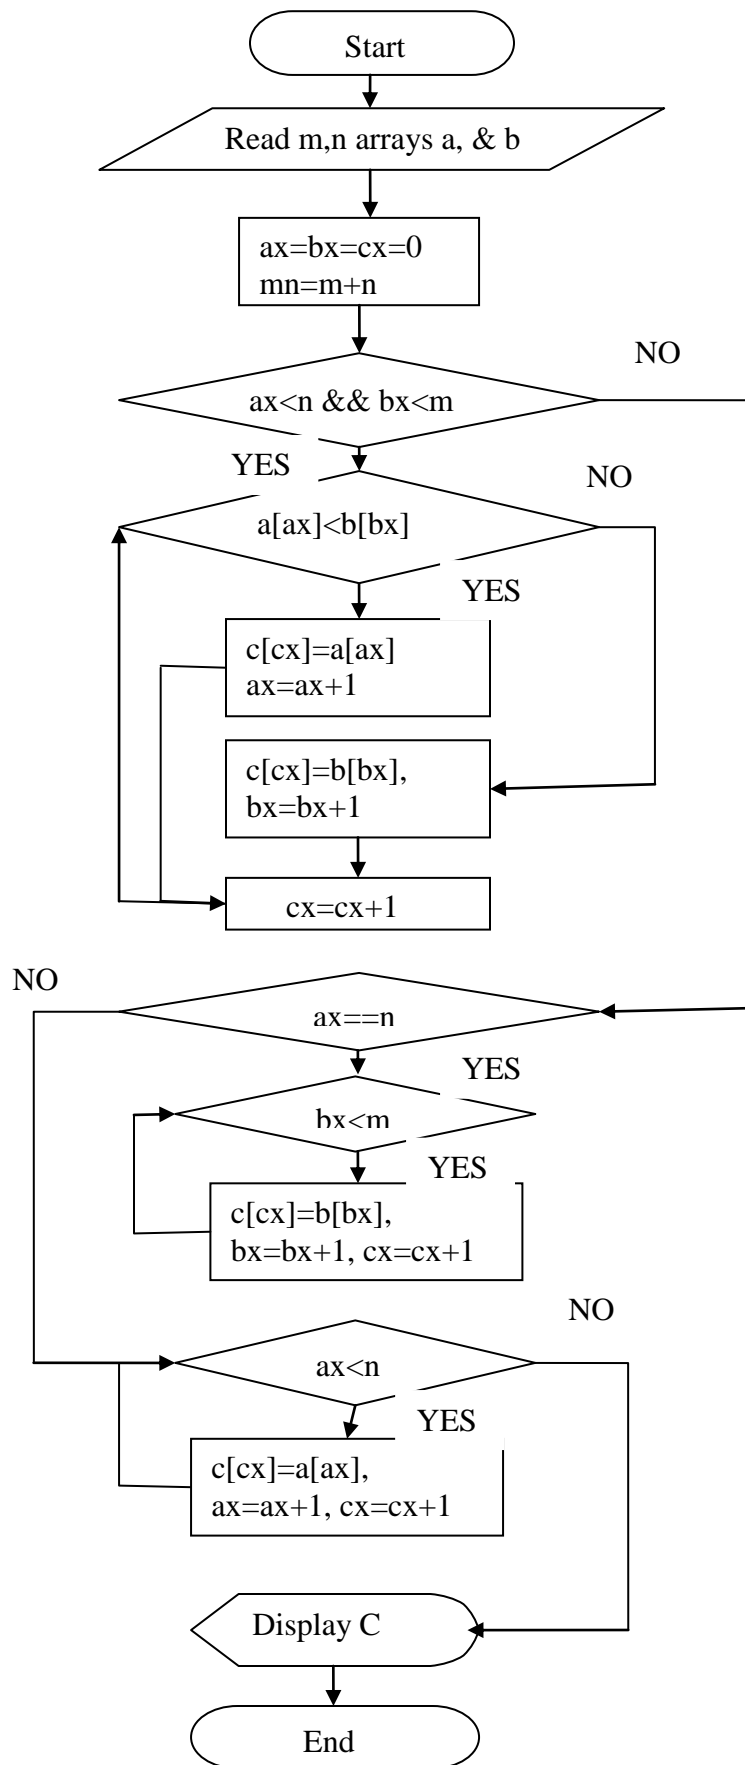 Start
Read m,n arrays a, & b
ax=bx=cx=0
mn=m+n
NO
ax<n && bx<m
YES
NO
a[ax]<b[bx]
YES
c[cx]=a[ax]
ax=ax+1
c[cx]=b[bx],
bx=bx+1
cx=cx+1
NO
ax==n
YES
bx<m
YES
c[cx]=b[bx],
bx=bx+1, cx=cx+1
NO
ax<n
YES
c[cx]=a[ax],
ax=ax+1, cx=cx+1
Display C
End